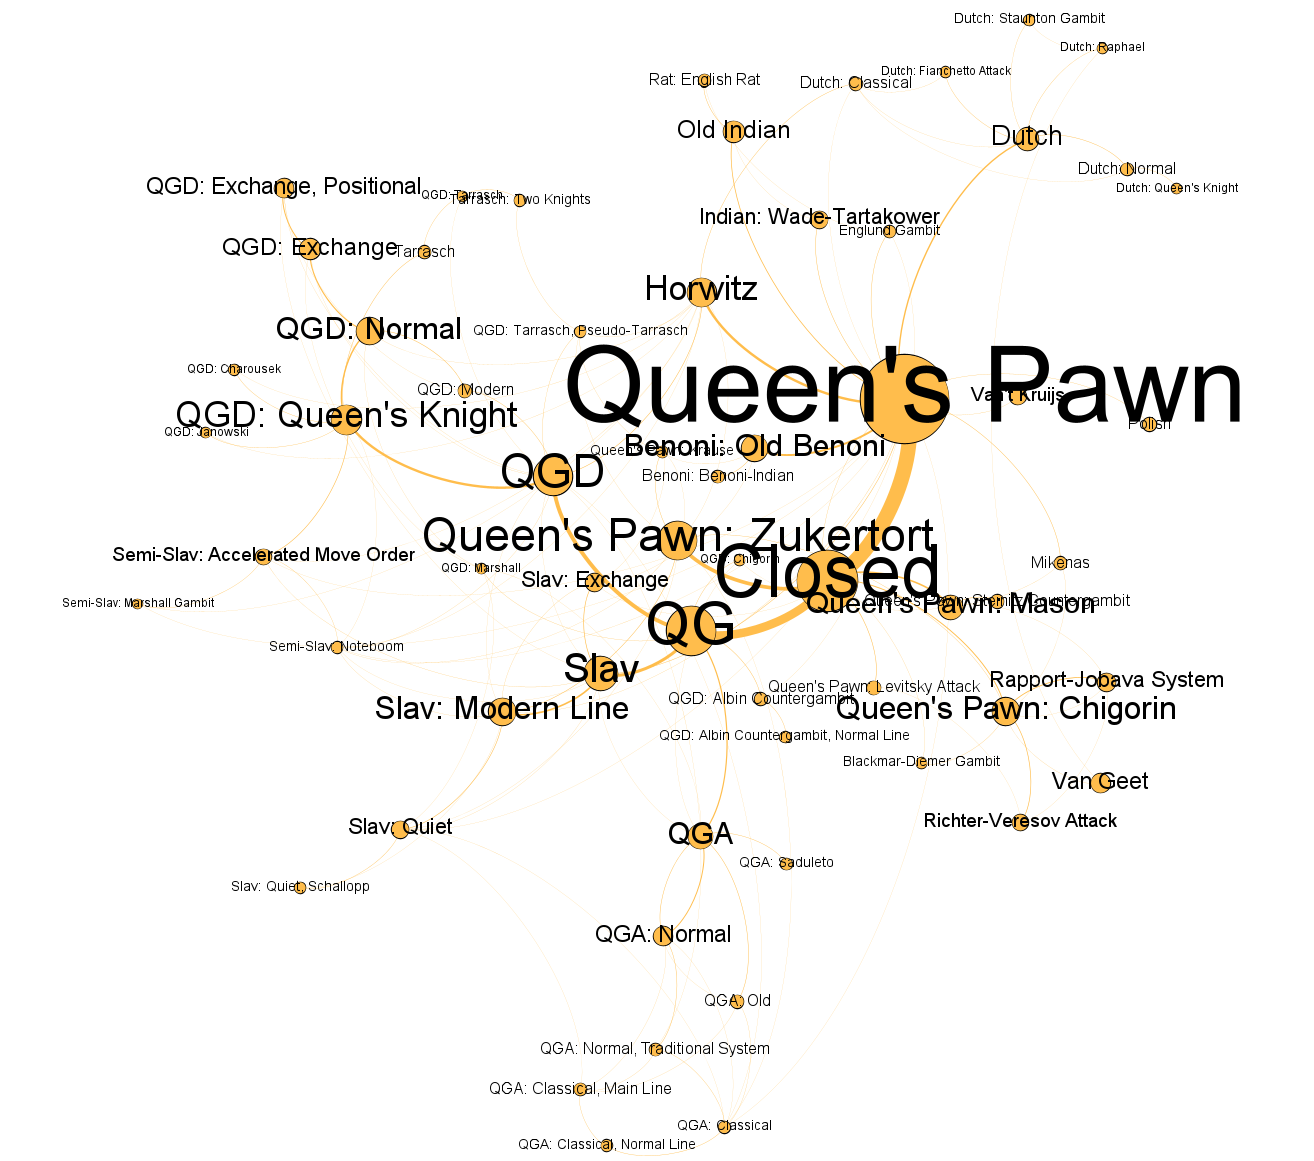 Dutch: Staunton Gambit
Dutch: Raphael
Dutch: Fianchetto Attack
Rat: English Rat
Dutch: Classical
Old Indian
Dutch
Dutch: Normal
QGD: Exchange, Positional
Dutch: Queen's Knight
QGD: Tarrasch
Tarrasch: Two Knights
Indian: Wade-Tartakower
Englund Gambit
QGD: Exchange
Tarrasch
Horwitz
QGD: Normal
QGD: Tarrasch, Pseudo-Tarrasch
QGD: Charousek
Queen's Pawn
QGD: Modern
Van't Kruijs
QGD: Queen's Knight
Polish
QGD: Janowski
Benoni: Old Benoni
Queen's Pawn: Krause
QGD
Benoni: Benoni-Indian
Queen's Pawn: Zukertort
Semi-Slav: Accelerated Move Order
QGD: Chigorin
Mikenas
QGD: Marshall
Closed
Slav: Exchange
Semi-Slav: Marshall Gambit
Queen's Pawn: Steinitz Countergambit
Queen's Pawn: Mason
QG
Semi-Slav: Noteboom
Slav
Rapport-Jobava System
Queen's Pawn: Levitsky Attack
QGD: Albin Countergambit
Slav: Modern Line
Queen's Pawn: Chigorin
QGD: Albin Countergambit, Normal Line
Blackmar-Diemer Gambit
Van Geet
Richter-Veresov Attack
Slav: Quiet
QGA
QGA: Saduleto
Slav: Quiet, Schallopp
QGA: Normal
QGA: Old
QGA: Normal, Traditional System
QGA: Classical, Main Line
QGA: Classical
QGA: Classical, Normal Line